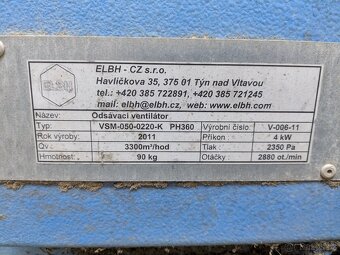 ELBH - CZ s.r.o.
Havlíčkova 35, 375 01 Týn nad Vltavou
tel.: +420 385 722891, +420 385 721245
mail: elbh@elbh.cz, web: www.elbh.com
Název: Odsávací ventilátor
Typ: VSM-050-0220-K PH360 Výrobní číslo: V-006-11
Rok výroby: 2011 Příkon: 4 kW
Qv: 3300m³/hod Tlak: 2350 Pa
Hmotnost: 90 kg Otáčky: 2880 ot./min